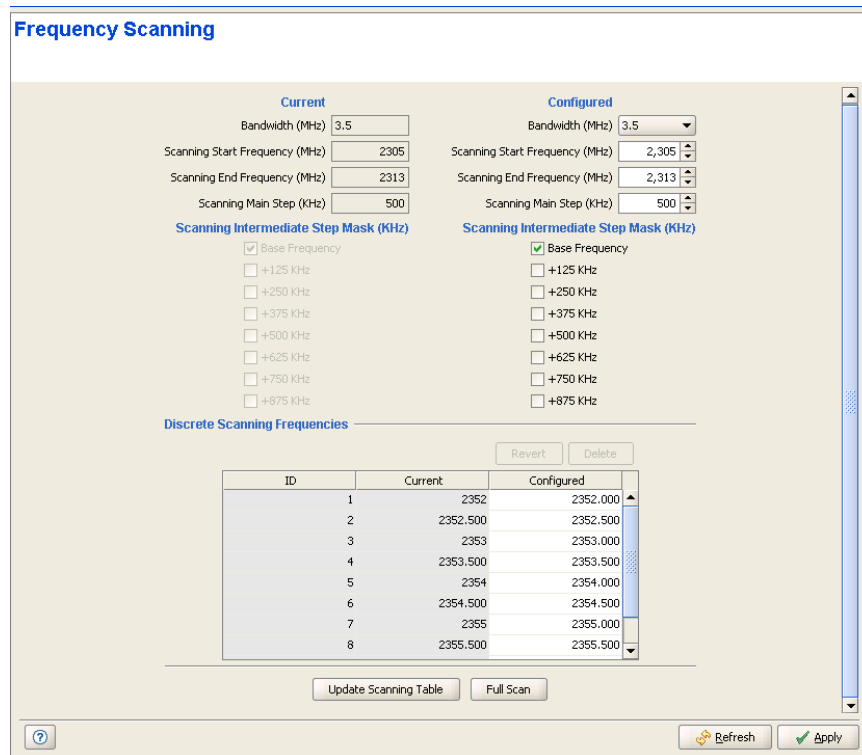 Frequency Scanning
Current Configured
Bandwidth (MHz) 3.5 Bandwidth (MHz) 3.5
Scanning Start Frequency (MHz) 2305 Scanning Start Frequency (MHz) 2,305
Scanning End Frequency (MHz) 2313 Scanning End Frequency (MHz) 2,313
Scanning Main Step (KHz) 500 Scanning Main Step (KHz) 500
Scanning Intermediate Step Mask (KHz) Scanning Intermediate Step Mask (KHz)
Base Frequency Base Frequency
+125 KHz +125 KHz
+250 KHz +250 KHz
+375 KHz +375 KHz
+500 KHz +500 KHz
+625 KHz +625 KHz
+750 KHz +750 KHz
+875 KHz +875 KHz
Discrete Scanning Frequencies
Revert Delete
ID Current Configured
1 2352 2352.000
2 2352.500 2352.500
3 2353 2353.000
4 2353.500 2353.500
5 2354 2354.000
6 2354.500 2354.500
7 2355 2355.000
8 2355.500 2355.500
Update Scanning Table Full Scan
? Refresh Apply